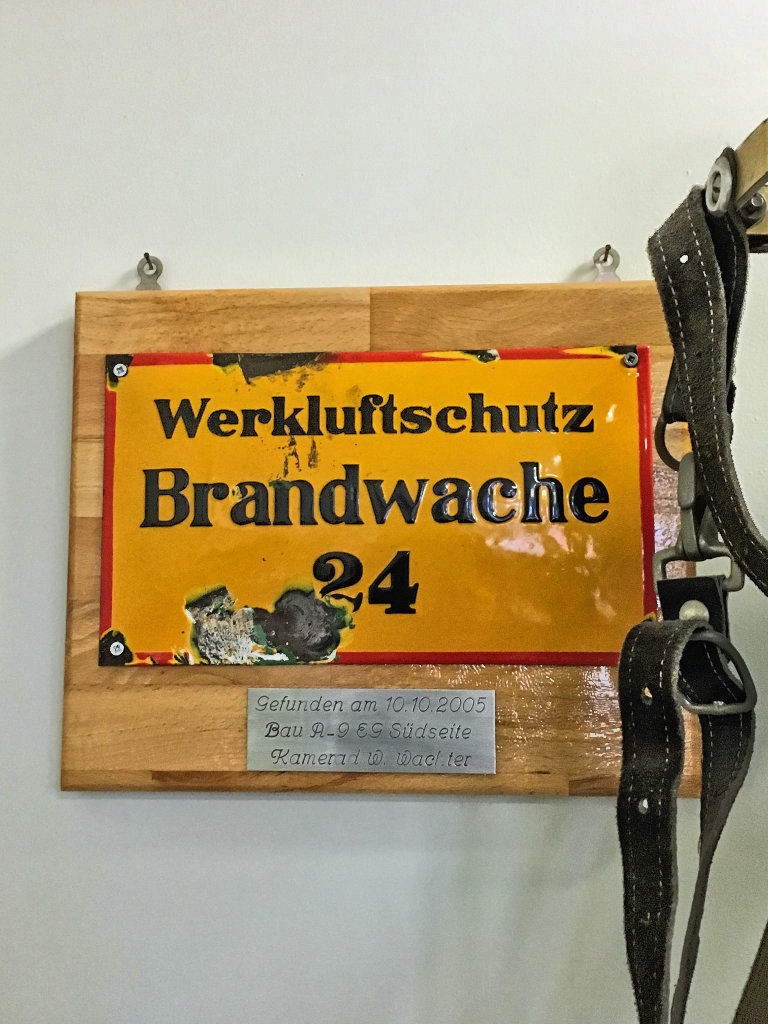 Werkluftschutz
Brandwache
24
Gefunden am 10.10.2005
Bau A-9 EG Südseite
Kamerad W. Wachter